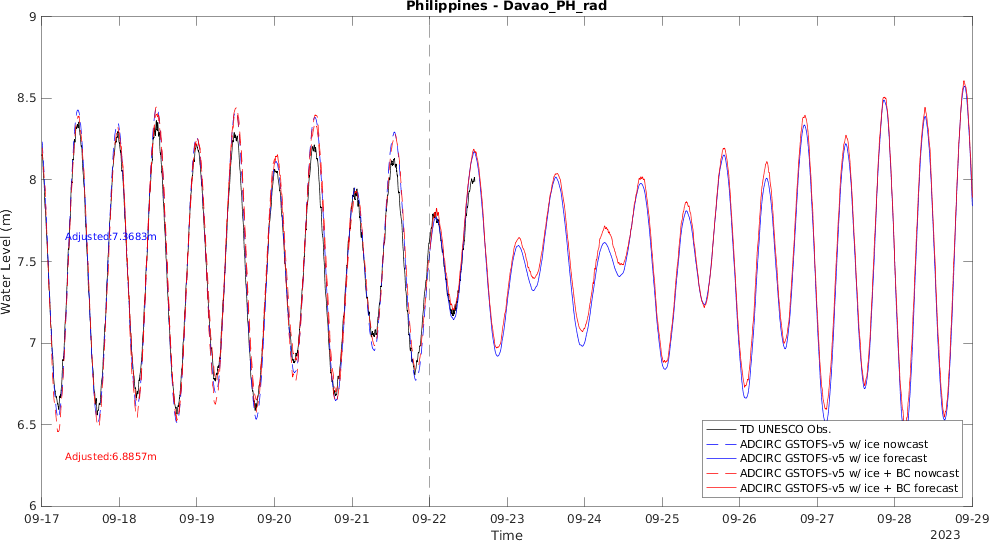 Philippines - Davao_PH_rad
Water Level (m)
9
8.5
8
7.5
7
6.5
6
Adjusted:7.3683m
Adjusted:6.8857m
TD UNESCO Obs.
ADCIRC GSTOFS-v5 w/ ice nowcast
ADCIRC GSTOFS-v5 w/ ice forecast
ADCIRC GSTOFS-v5 w/ ice + BC nowcast
ADCIRC GSTOFS-v5 w/ ice + BC forecast
09-17 09-18 09-19 09-20 09-21 09-22 09-23 09-24 09-25 09-26 09-27 09-28 09-29
Time
2023